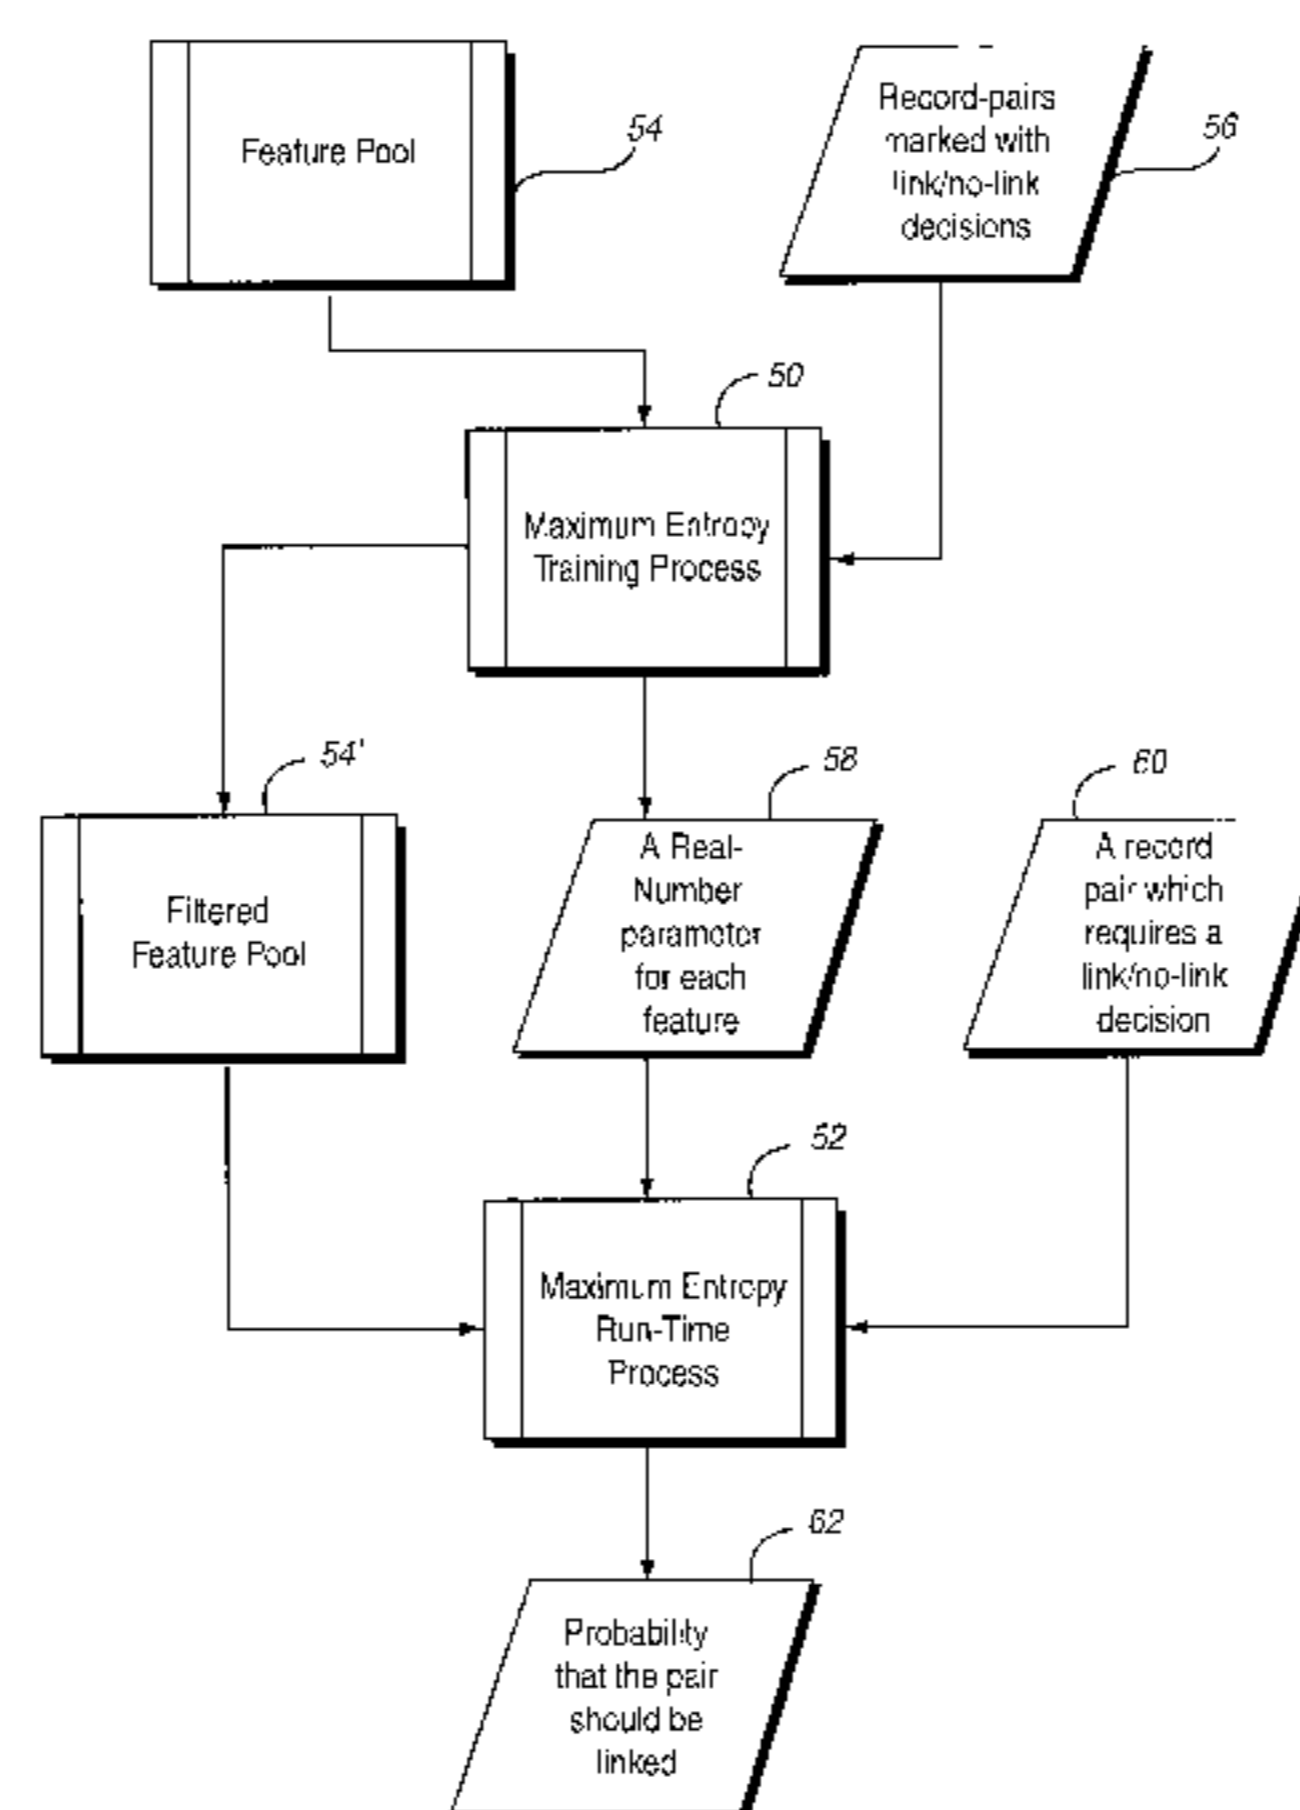 Feature Pool
54
Record-pairs
marked with
link/no-link
decisions
56
50
Maximum Entropy
Training Process
54'
Filtered
Feature Pool
58
A Real-
Number
parameter
for each
feature
60
A record
pair which
requires a
link/no-link
decision
52
Maximum Entropy
Run-Time
Process
62
Probability
that the pair
should be
linked